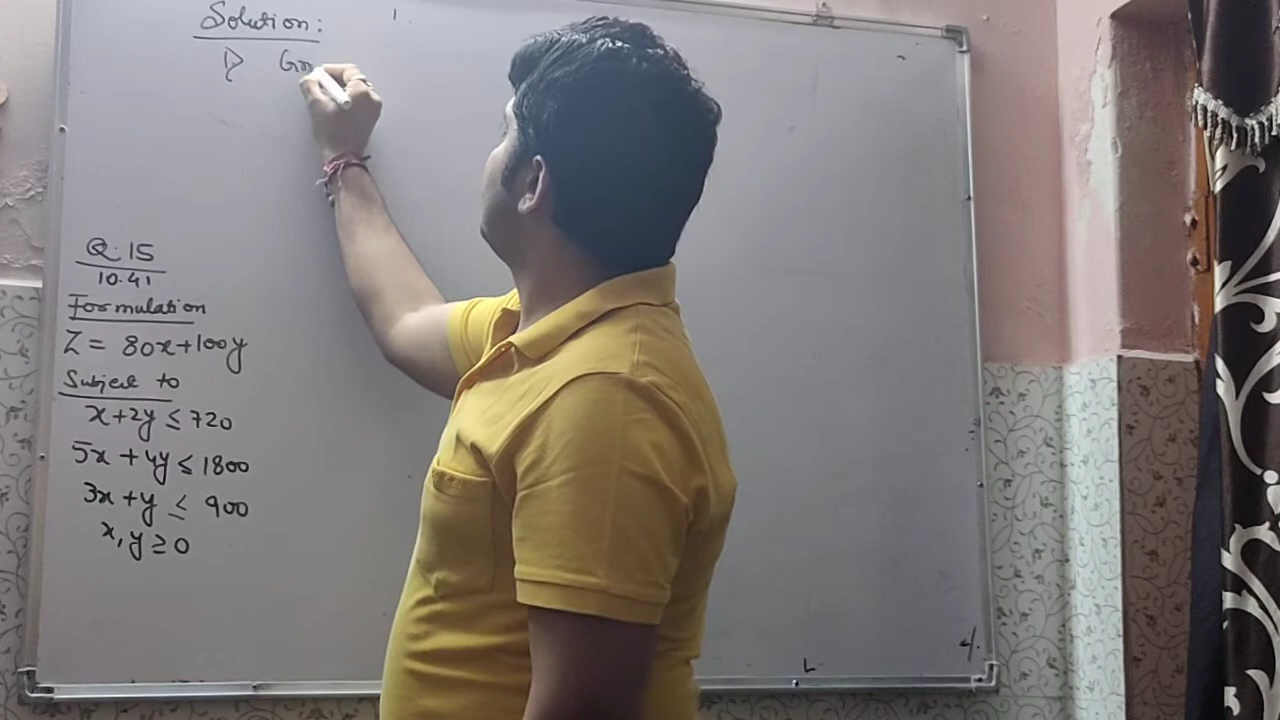 Solution:
Q. 15
10.41
Formulation
Z = 80x+100y
Subject to
x+2y ≤ 720
5x + 4y ≤ 1800
3x + y ≤ 900
x, y ≥ 0